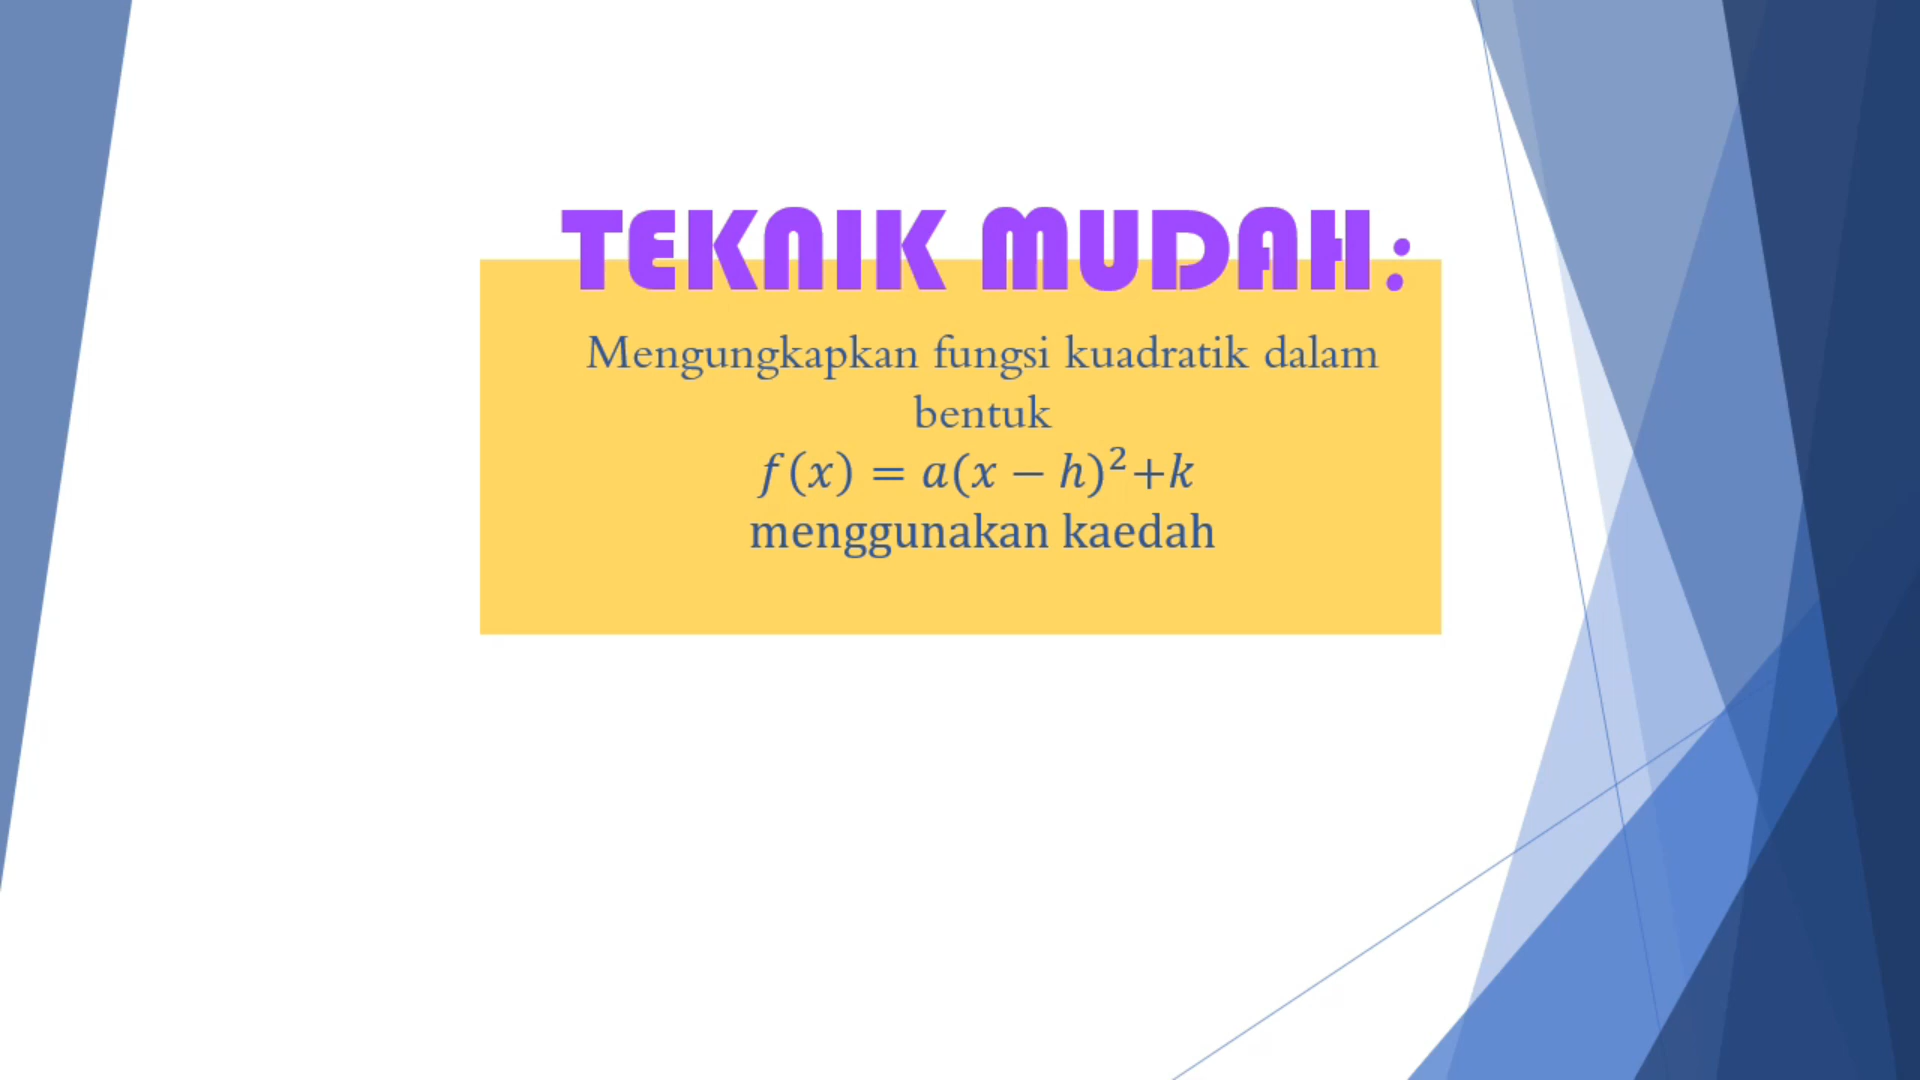 TEKNIK MUDAH:
Mengungkapkan fungsi kuadratik dalam
bentuk
f(x) = a(x − h)²+k
menggunakan kaedah